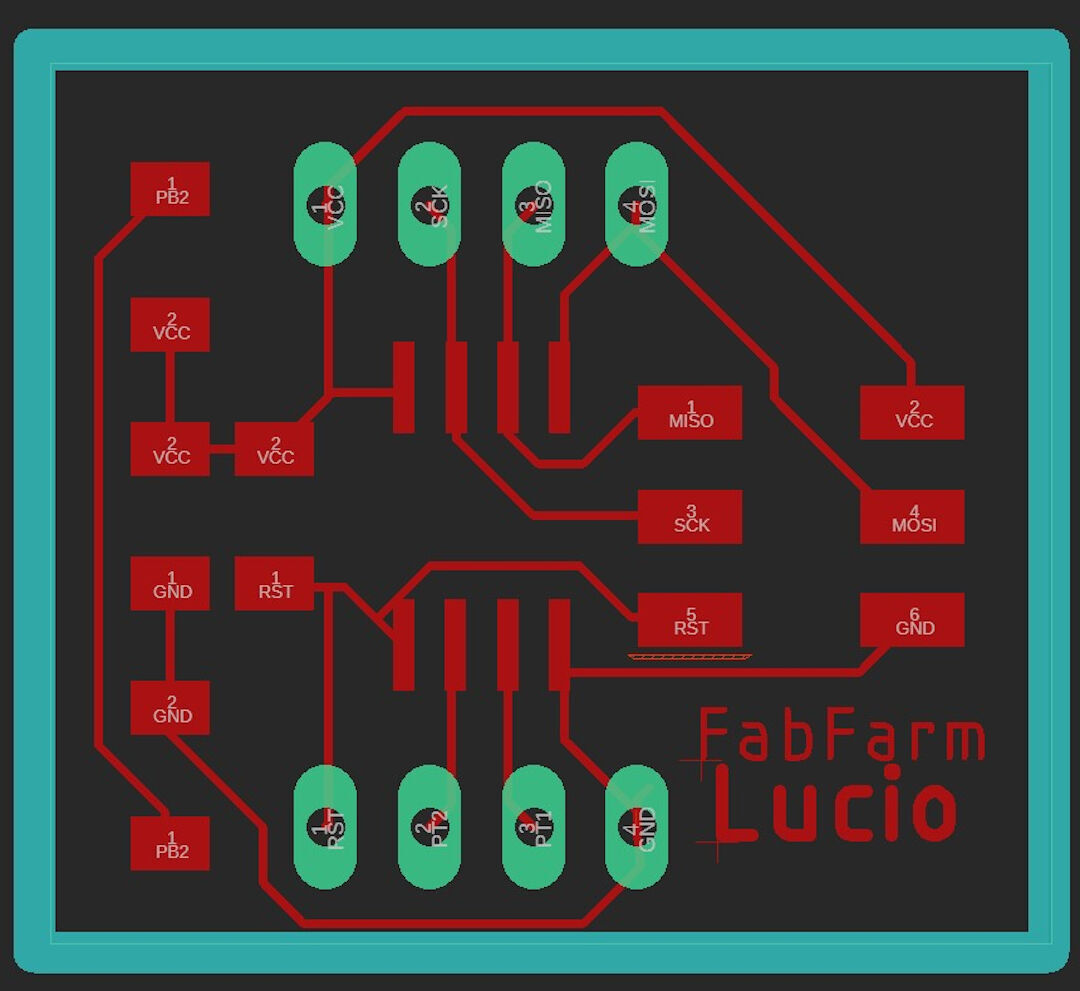 1
PB2
1
VCC
2
SCK
3
MISO
4
MOSI
2
VCC
2
VCC
2
VCC
1
MISO
2
VCC
3
SCK
4
MOSI
1
GND
1
RST
5
RST
6
GND
2
GND
FabFarm
Lucio
1
PB2
1
RST
2
PT2
3
PT1
4
GND